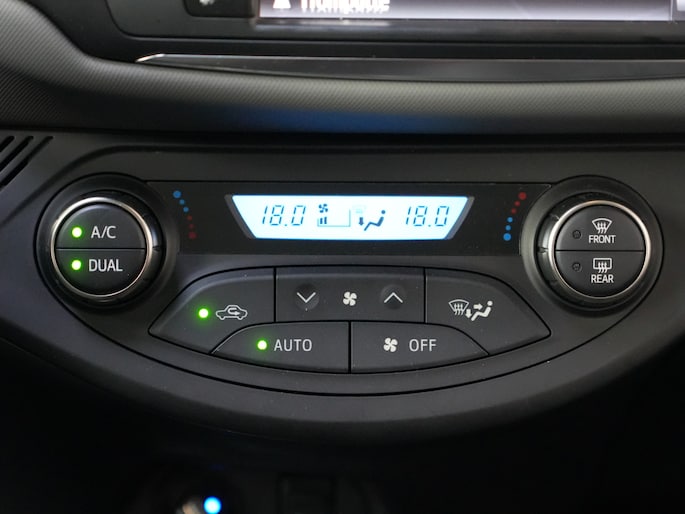 18.0 18.0
A/C
DUAL
FRONT
REAR
AUTO
OFF